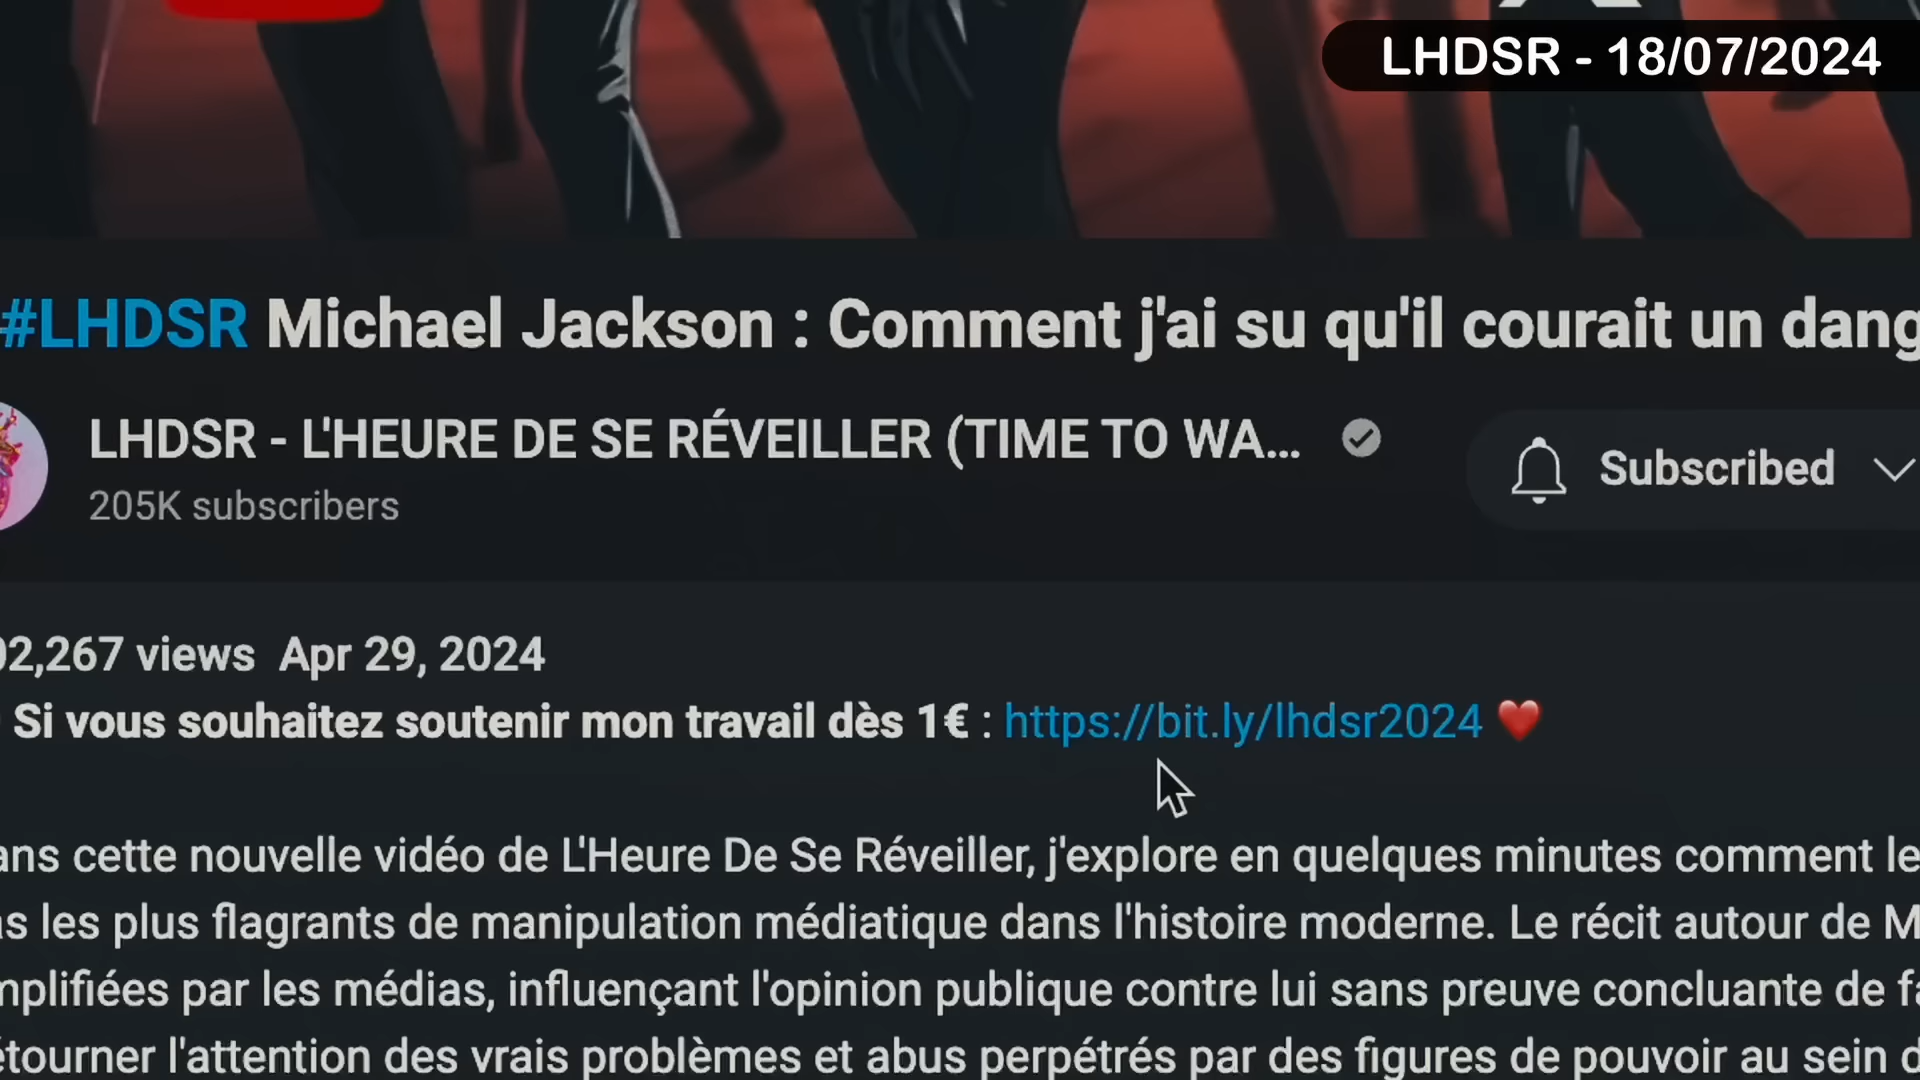 LHDSR - 18/07/2024
#LHDSR Michael Jackson : Comment j'ai su qu'il courait un dang
LHDSR - L'HEURE DE SE RÉVEILLER (TIME TO WA...
Subscribed
205K subscribers
02,267 views Apr 29, 2024
Si vous souhaitez soutenir mon travail dès 1€ : https://bit.ly/lhdsr2024 ❤️
ans cette nouvelle vidéo de L'Heure De Se Réveiller, j'explore en quelques minutes comment le
as les plus flagrants de manipulation médiatique dans l'histoire moderne. Le récit autour de M
mplifiées par les médias, influençant l'opinion publique contre lui sans preuve concluante de fa
étourner l'attention des vrais problèmes et abus perpétrés par des figures de pouvoir au sein d